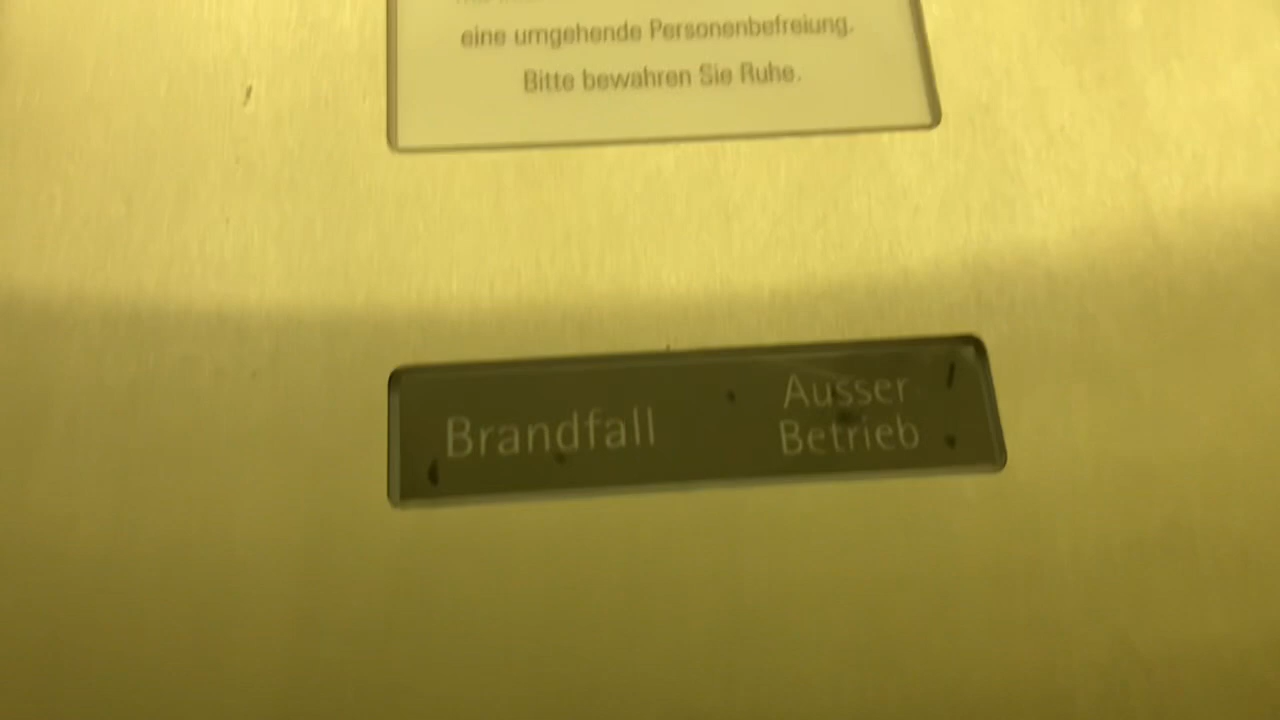 eine umgehende Personenbefreiung.
Bitte bewahren Sie Ruhe.
Brandfall
Ausser
Betrieb